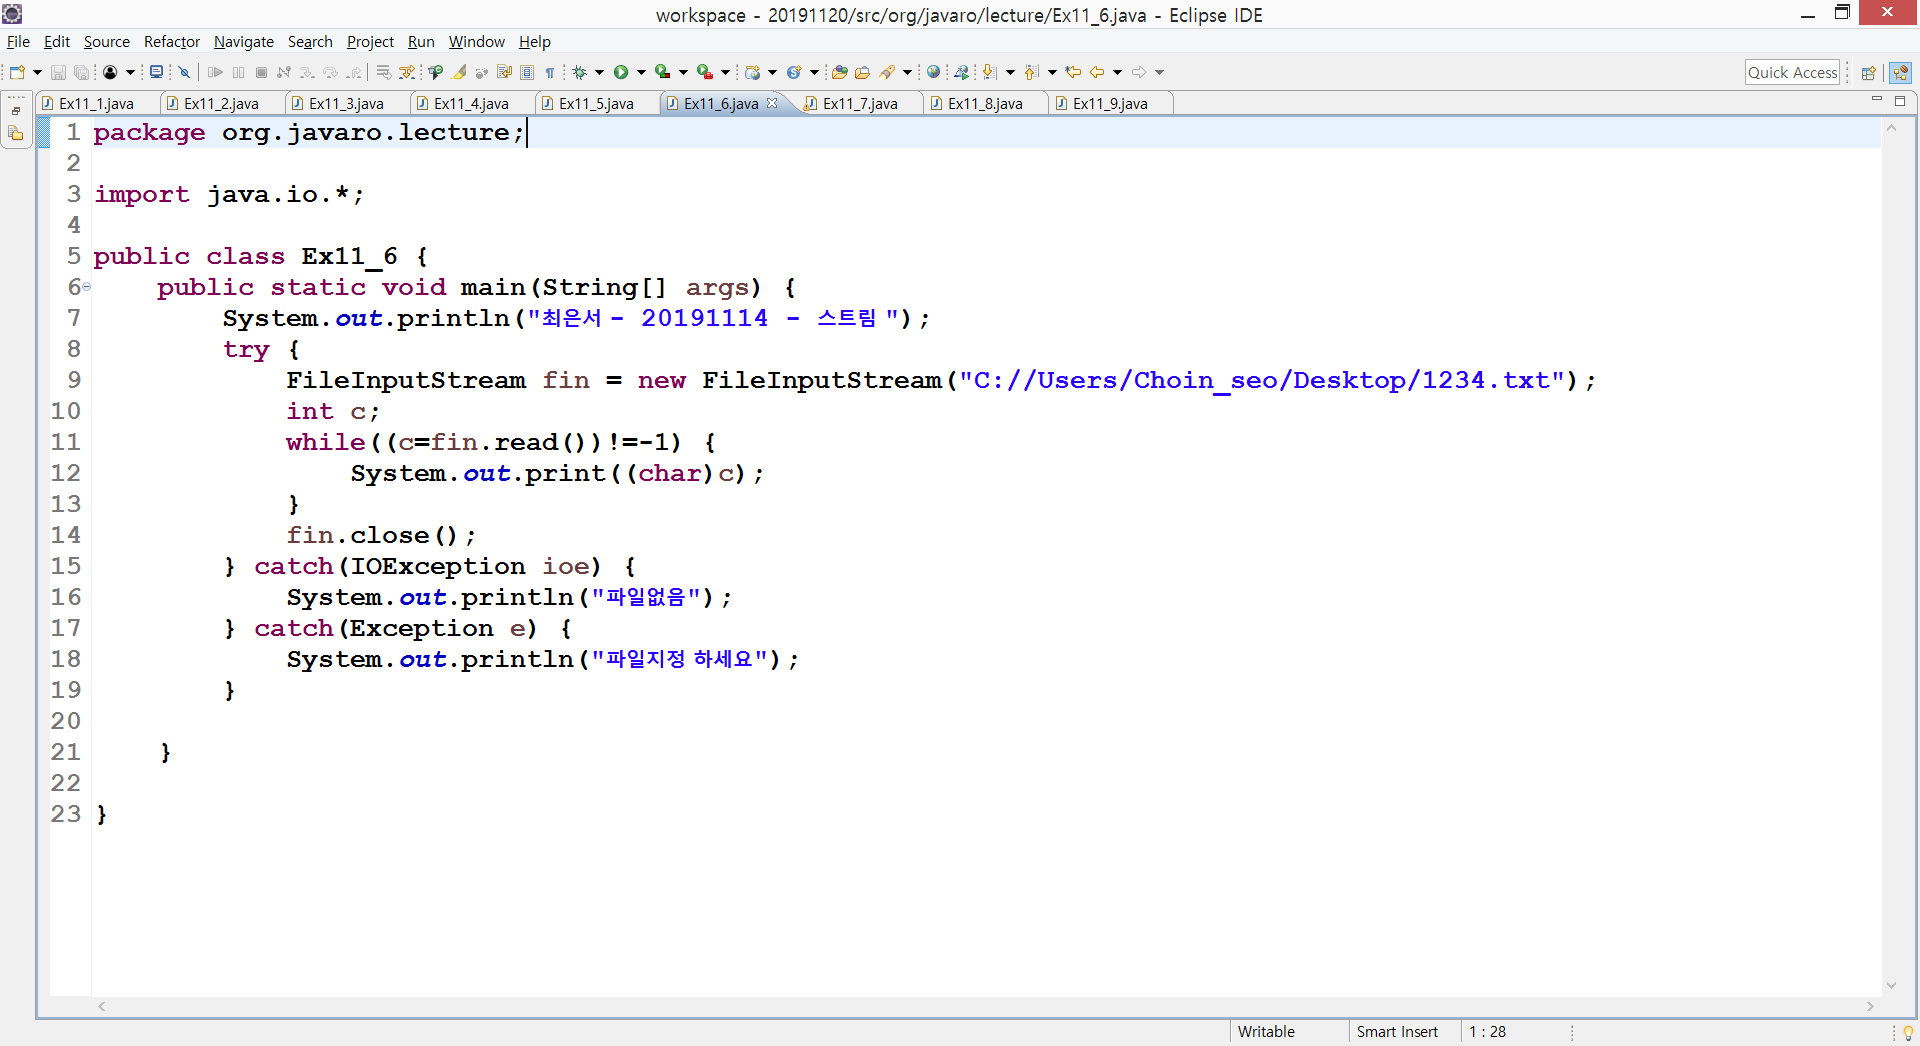 workspace - 20191120/src/org/javaro/lecture/Ex11_6.java - Eclipse IDE
File Edit Source Refactor Navigate Search Project Run Window Help
Quick Access
Ex11_1.java Ex11_2.java Ex11_3.java Ex11_4.java Ex11_5.java Ex11_6.java Ex11_7.java Ex11_8.java Ex11_9.java
1 package org.javaro.lecture;
2
3 import java.io.*;
4
5 public class Ex11_6 {
6     public static void main(String[] args) {
7         System.out.println("최은서 - 20191114 - 스트림 ");
8         try {
9             FileInputStream fin = new FileInputStream("C://Users/Choin_seo/Desktop/1234.txt");
10             int c;
11             while((c=fin.read())!=-1) {
12                 System.out.print((char)c);
13             }
14             fin.close();
15         } catch(IOException ioe) {
16             System.out.println("파일없음");
17         } catch(Exception e) {
18             System.out.println("파일지정 하세요");
19         }
20
21     }
22
23 }
Writable Smart Insert 1 : 28